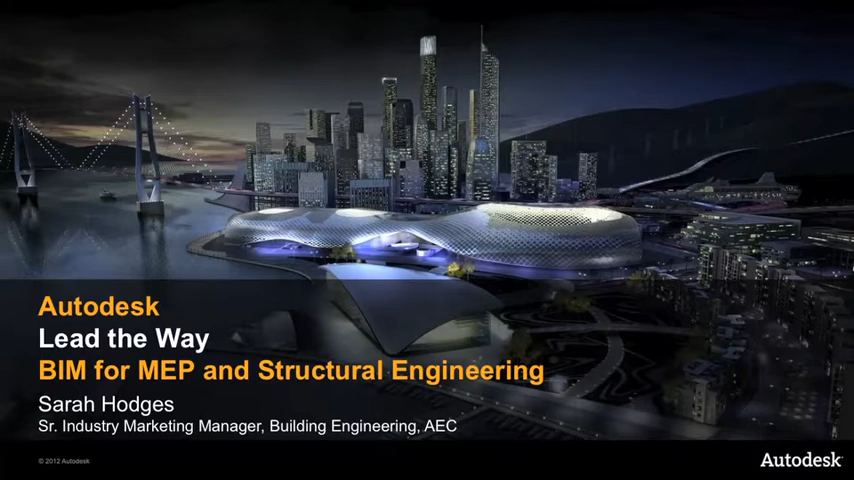 Autodesk
Lead the Way
BIM for MEP and Structural Engineering
Sarah Hodges
Sr. Industry Marketing Manager, Building Engineering, AEC
© 2012 Autodesk
Autodesk